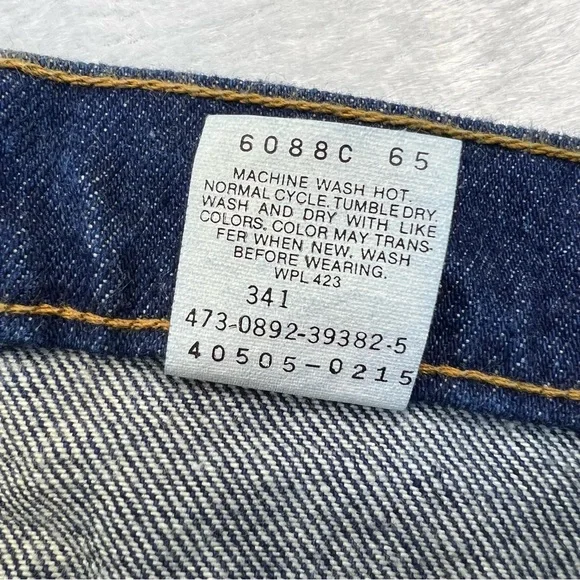 6088C 65
MACHINE WASH HOT.
NORMAL CYCLE. TUMBLE DRY.
WASH AND DRY WITH LIKE
COLORS. COLOR MAY TRANS-
FER WHEN NEW. WASH
BEFORE WEARING.
WPL 423
341
473-0892-39382-5
40505-0215